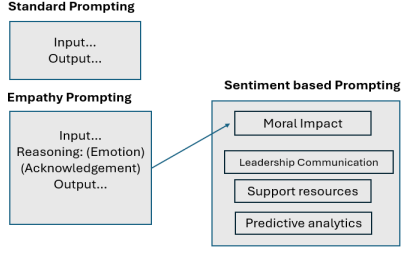 Standard Prompting
Input...
Output...
Empathy Prompting
Input...
Reasoning: (Emotion)
(Acknowledgement)
Output...
Sentiment based Prompting
Moral Impact
Leadership Communication
Support resources
Predictive analytics